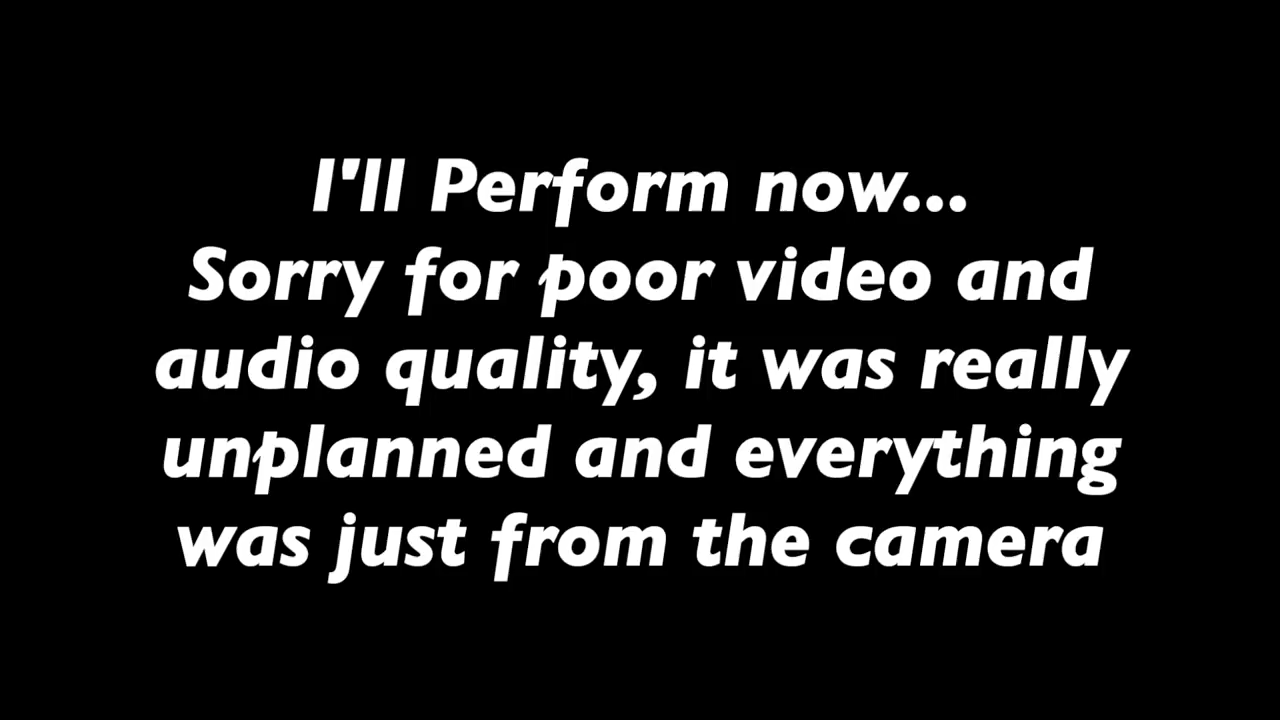 I'll Perform now...
Sorry for poor video and
audio quality, it was really
unplanned and everything
was just from the camera